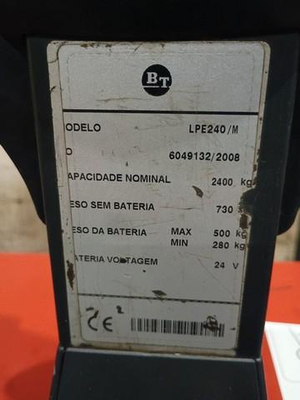 BT
ODELO LPE240/M
O 6049132/2008
APACIDADE NOMINAL 2400 kg
ESO SEM BATERIA 730
ESO DA BATERIA MAX 500 kg
MIN 280 kg
ATERIA VOLTAGEM 24 V
CE 2